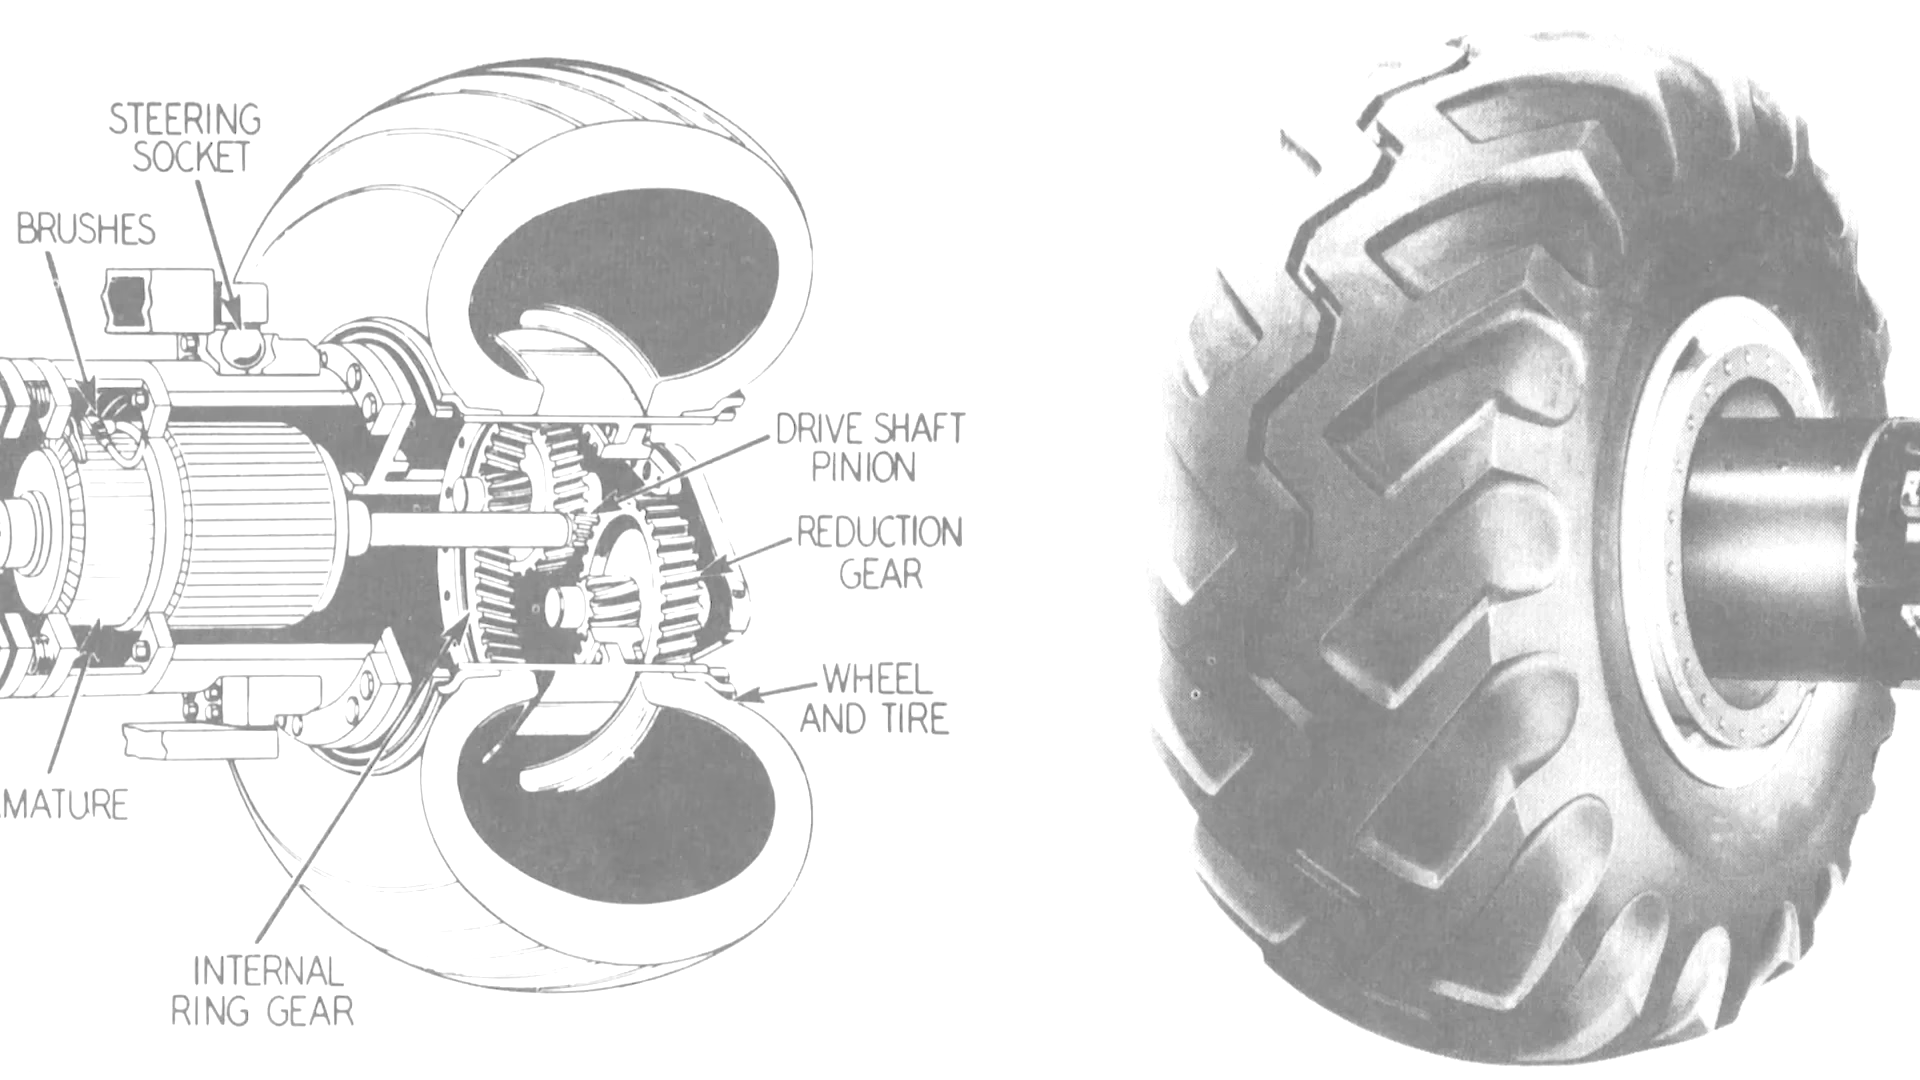 STEERING
SOCKET
BRUSHES
DRIVE SHAFT
PINION
REDUCTION
GEAR
WHEEL
AND TIRE
MATURE
INTERNAL
RING GEAR